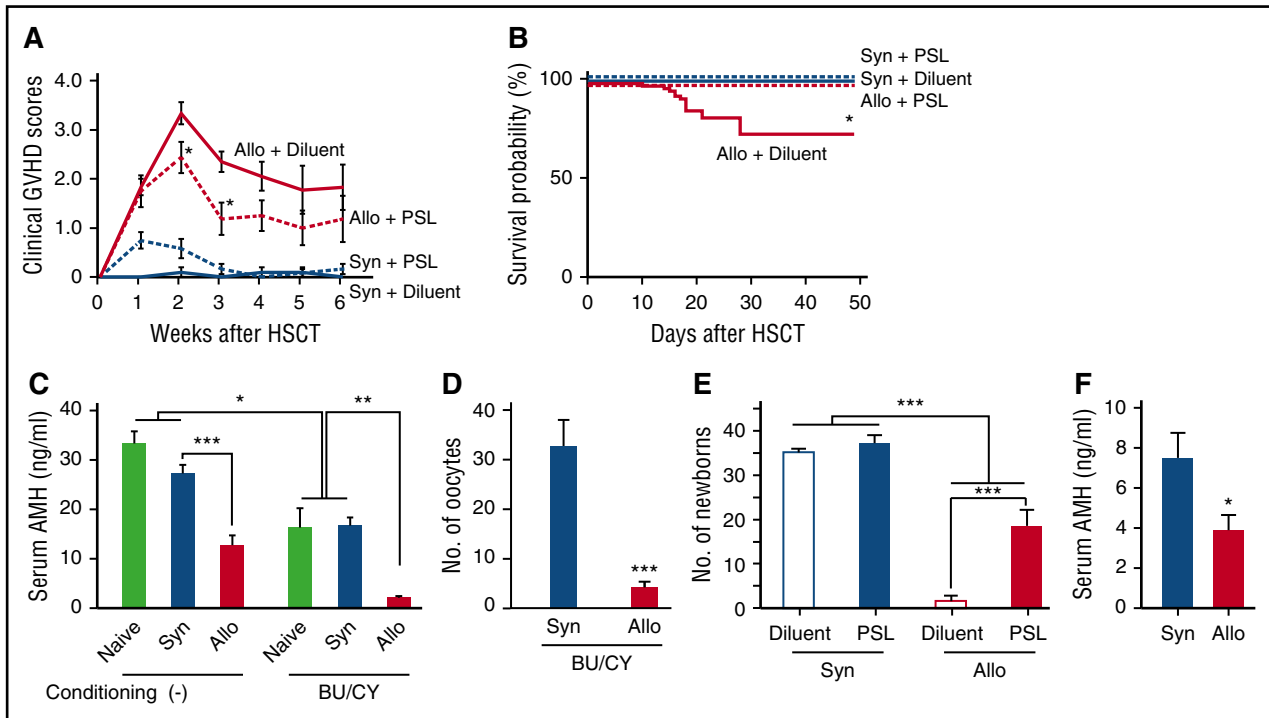 A
Clinical GVHD scores
4.0
3.0
2.0
1.0
0
0 1 2 3 4 5 6
Weeks after HSCT
Allo + Diluent
*
*
Allo + PSL
Syn + PSL
Syn + Diluent
B
Survival probability (%)
100
50
0
0 10 20 30 40 50
Days after HSCT
Syn + PSL
Syn + Diluent
Allo + PSL
*
Allo + Diluent
C
Serum AMH (ng/ml)
40
30
20
10
0
* **
***
Naive Syn Allo Naive Syn Allo
Conditioning (-) BU/CY
D
No. of oocytes
40
30
20
10
0
***
Syn Allo
BU/CY
E
No. of newborns
40
30
20
10
0
***
***
Diluent PSL Diluent PSL
Syn Allo
F
Serum AMH (ng/ml)
10
8
6
4
2
0
*
Syn Allo